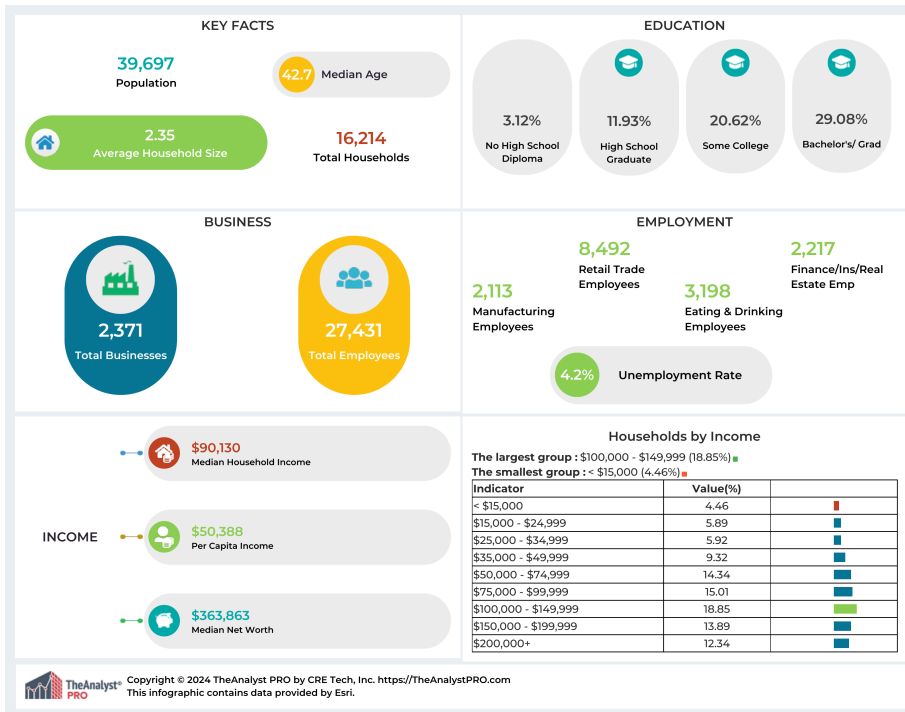 KEY FACTS
39,697
Population
42.7
Median Age
2.35
Average Household Size
16,214
Total Households
EDUCATION
3.12%
No High School
Diploma
11.93%
High School
Graduate
20.62%
Some College
29.08%
Bachelor's/ Grad
BUSINESS
2,371
Total Businesses
27,431
Total Employees
EMPLOYMENT
2,113
Manufacturing
Employees
8,492
Retail Trade
Employees
3,198
Eating & Drinking
Employees
2,217
Finance/Ins/Real
Estate Emp
4.2%
Unemployment Rate
INCOME
$90,130
Median Household Income
$50,388
Per Capita Income
$363,863
Median Net Worth
Households by Income
The largest group : $100,000 - $149,999 (18.85%)
The smallest group : < $15,000 (4.46%)
Indicator Value(%)
< $15,000 4.46
$15,000 - $24,999 5.89
$25,000 - $34,999 5.92
$35,000 - $49,999 9.32
$50,000 - $74,999 14.34
$75,000 - $99,999 15.01
$100,000 - $149,999 18.85
$150,000 - $199,999 13.89
$200,000+ 12.34
TheAnalyst®
PRO
Copyright © 2024 TheAnalyst PRO by CRE Tech, Inc. https://TheAnalystPRO.com
This infographic contains data provided by Esri.